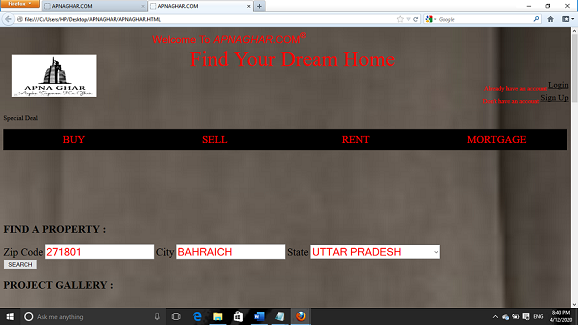 Firefox
APNAGHAR.COM
APNAGHAR.COM
file:///C:/Users/HP/Desktop/APNAGHAR/APNAGHAR.HTML
Google
"Welcome To APNAGHAR.COM"
Find Your Dream Home
APNA GHAR
Already have an account Login
have an account Sign Up
Special Deal
BUY SELL RENT MORTGAGE
FIND A PROPERTY :
Zip Code 271801 City BAHRAICH State UTTAR PRADESH
SEARCH
PROJECT GALLERY :
Ask me anything
ENG
8:40 PM
4/12/2020